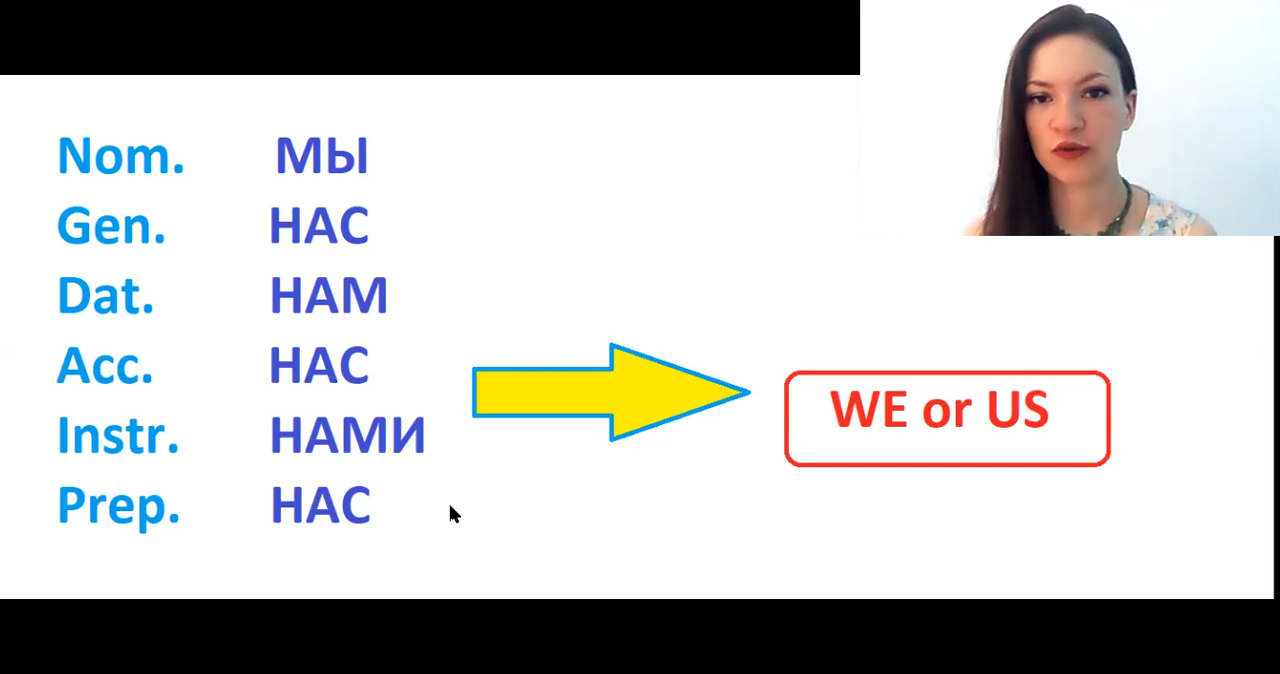 Nom. МЫ
Gen. НАС
Dat. НАМ
Acc. НАС
Instr. НАМИ
Prep. НАС
WE or US